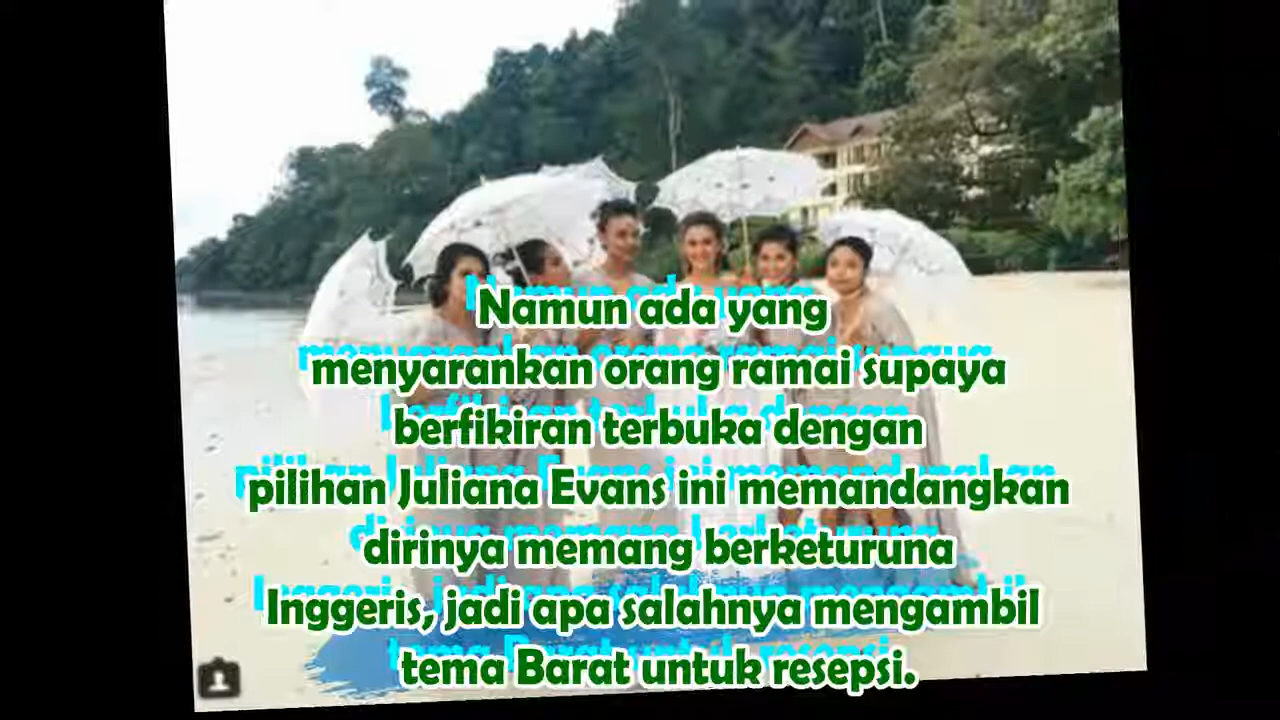 Namun ada yang
menyarankan orang ramai supaya
berfikiran terbuka dengan
pilihan Juliana Evans ini memandangkan
dirinya memang berketuruna
Inggeris, jadi apa salahnya mengambil
tema Barat untuk resepsi.